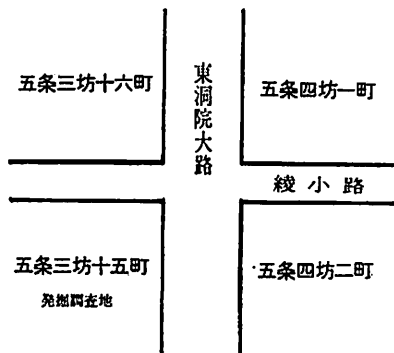 五条三坊十六町
東洞院大路
五条四坊一町
綾小路
五条三坊十五町
発掘調査地
五条四坊二町